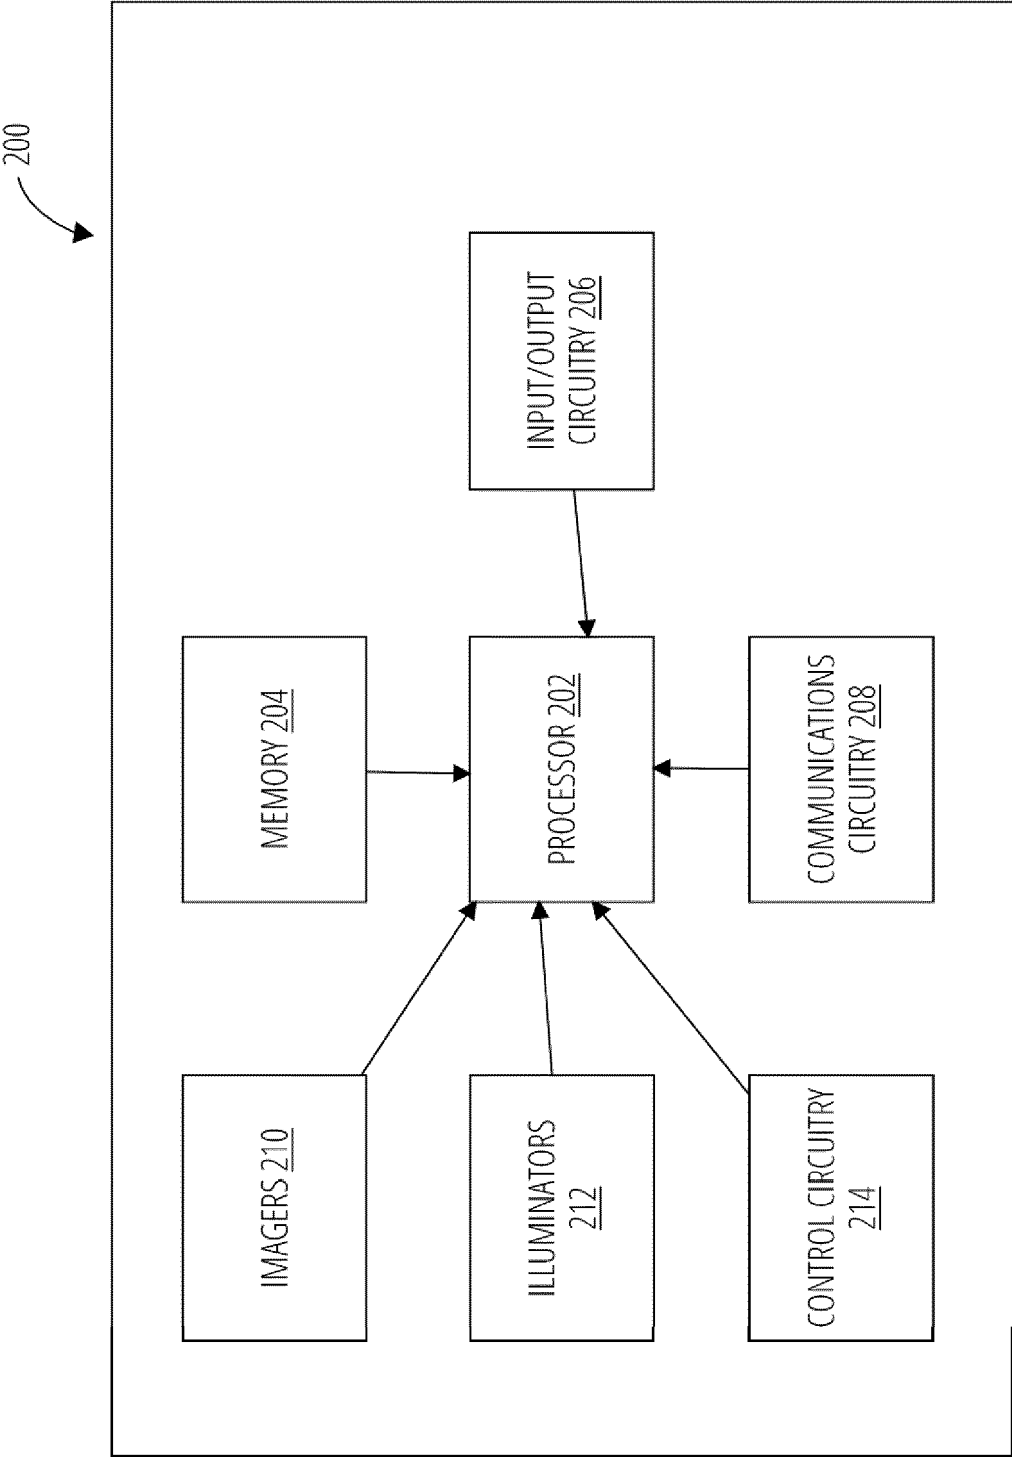 200
IMAGERS 210
MEMORY 204
ILLUMINATORS
212
PROCESSOR 202
INPUT/OUTPUT
CIRCUITRY 206
CONTROL CIRCUITRY
214
COMMUNICATIONS
CIRCUITRY 208